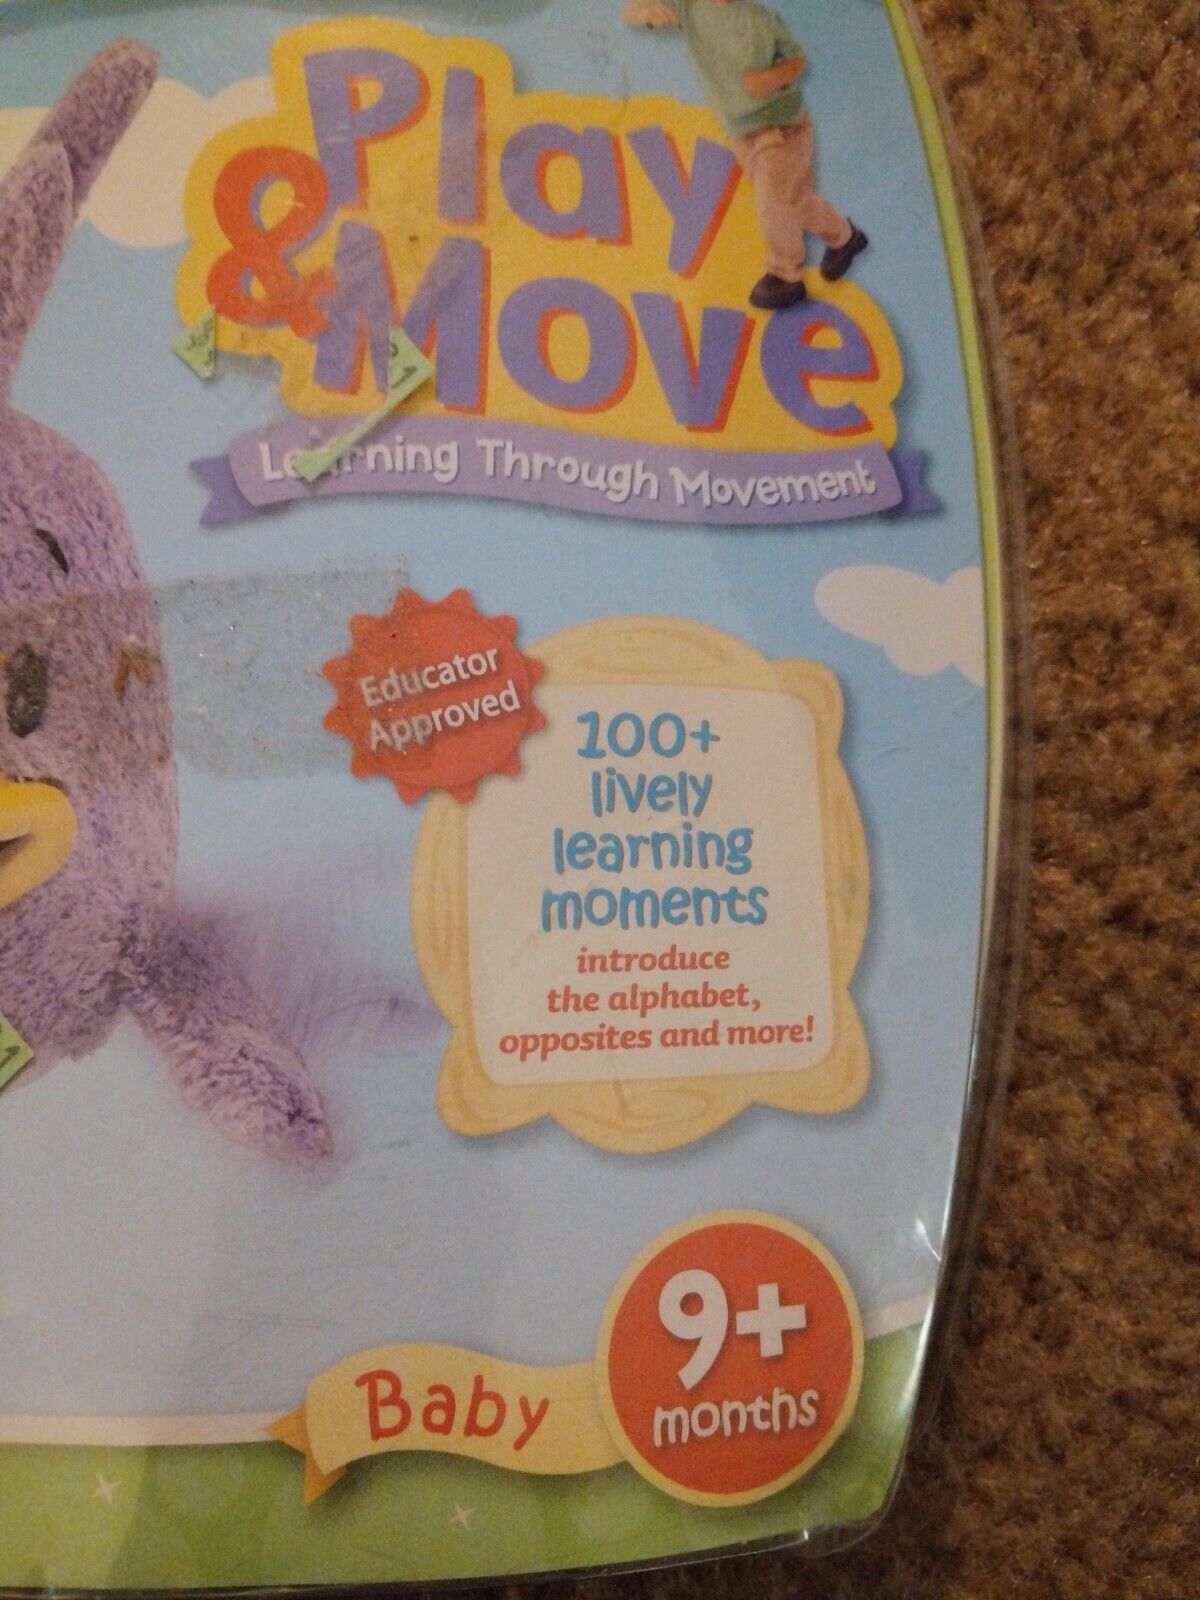 Play
& Move
Learning Through Movement
Educator
Approved
100+
lively
learning
moments
introduce
the alphabet,
opposites and more!
9+
months
Baby